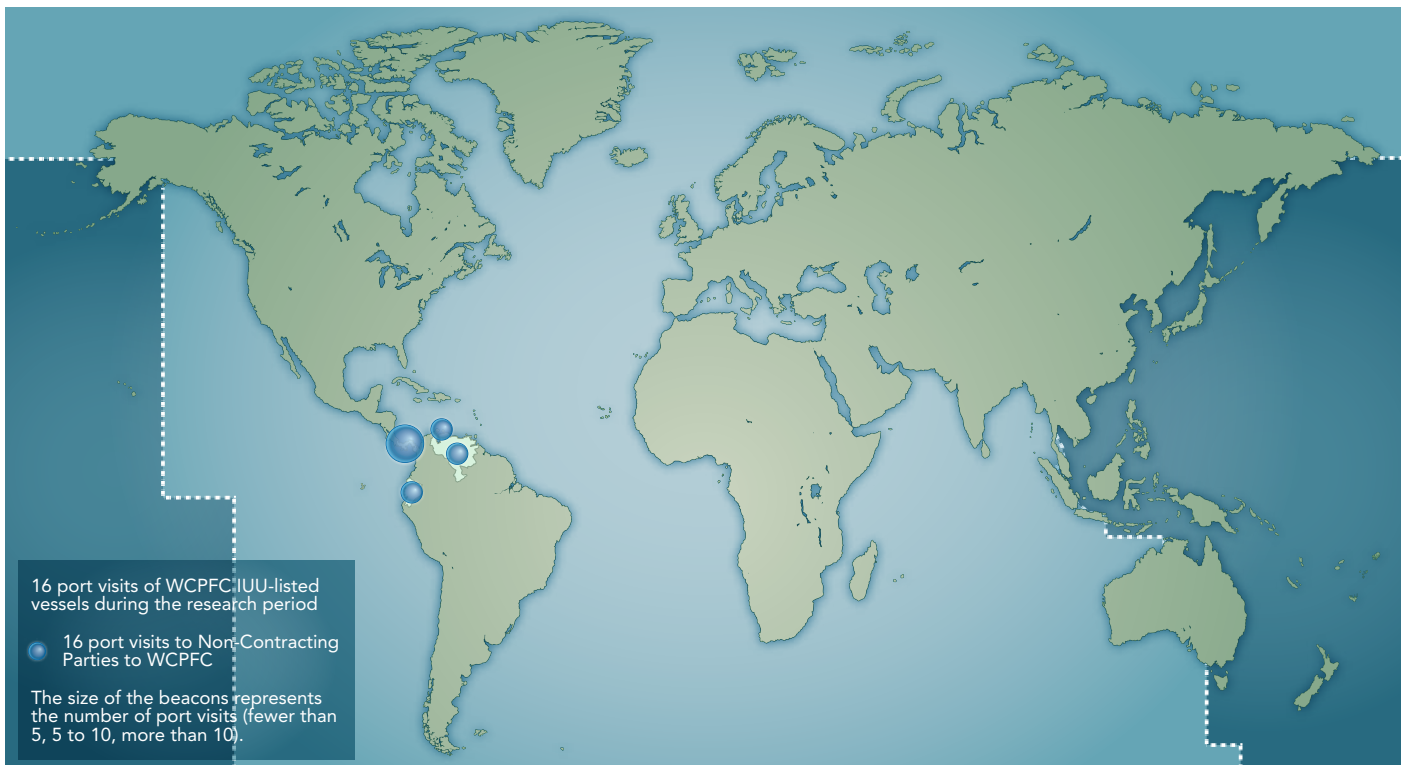 16 port visits of WCPFC IUU-listed
vessels during the research period
16 port visits to Non-Contracting
Parties to WCPFC
The size of the beacons represents
the number of port visits (fewer than
5, 5 to 10, more than 10).